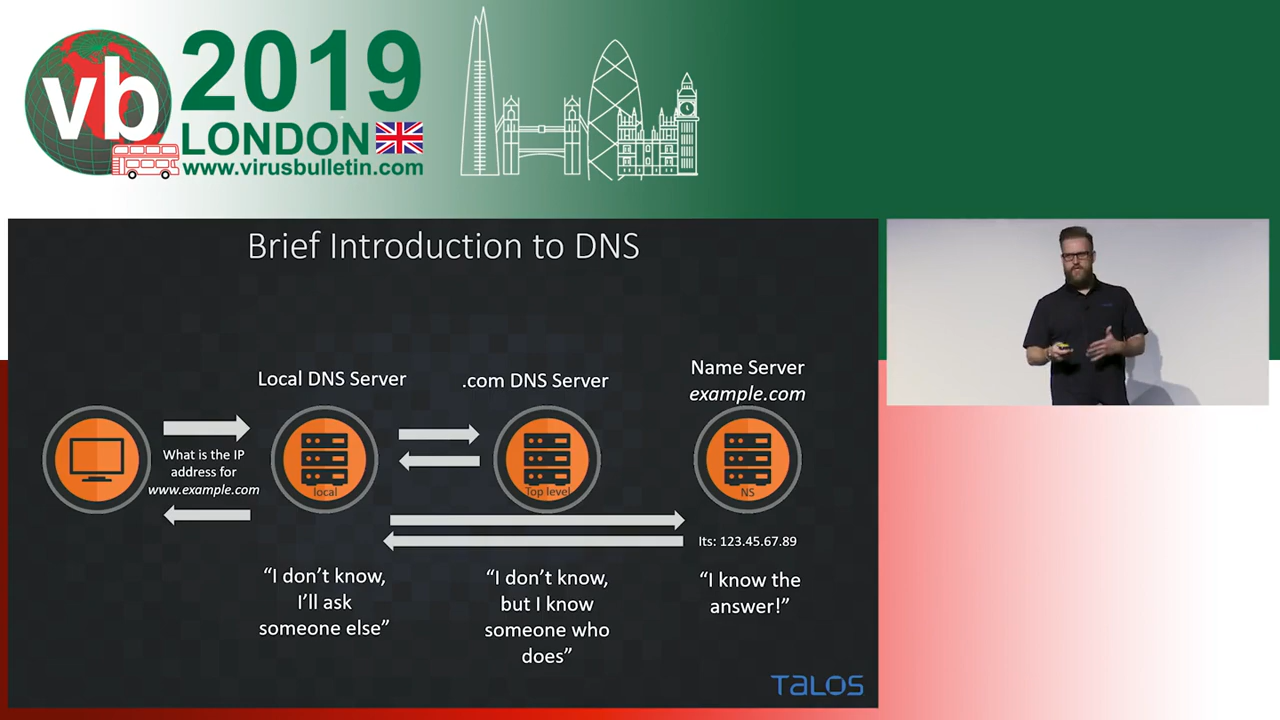 vb
2019
LONDON
www.virusbulletin.com
Brief Introduction to DNS
Local DNS Server
.com DNS Server
Name Server
example.com
What is the IP
address for
www.example.com
local
Top level
NS
Its: 123.45.67.89
“I don’t know,
I’ll ask
someone else”
“I don’t know,
but I know
someone who
does”
“I know the
answer!”
TALOS